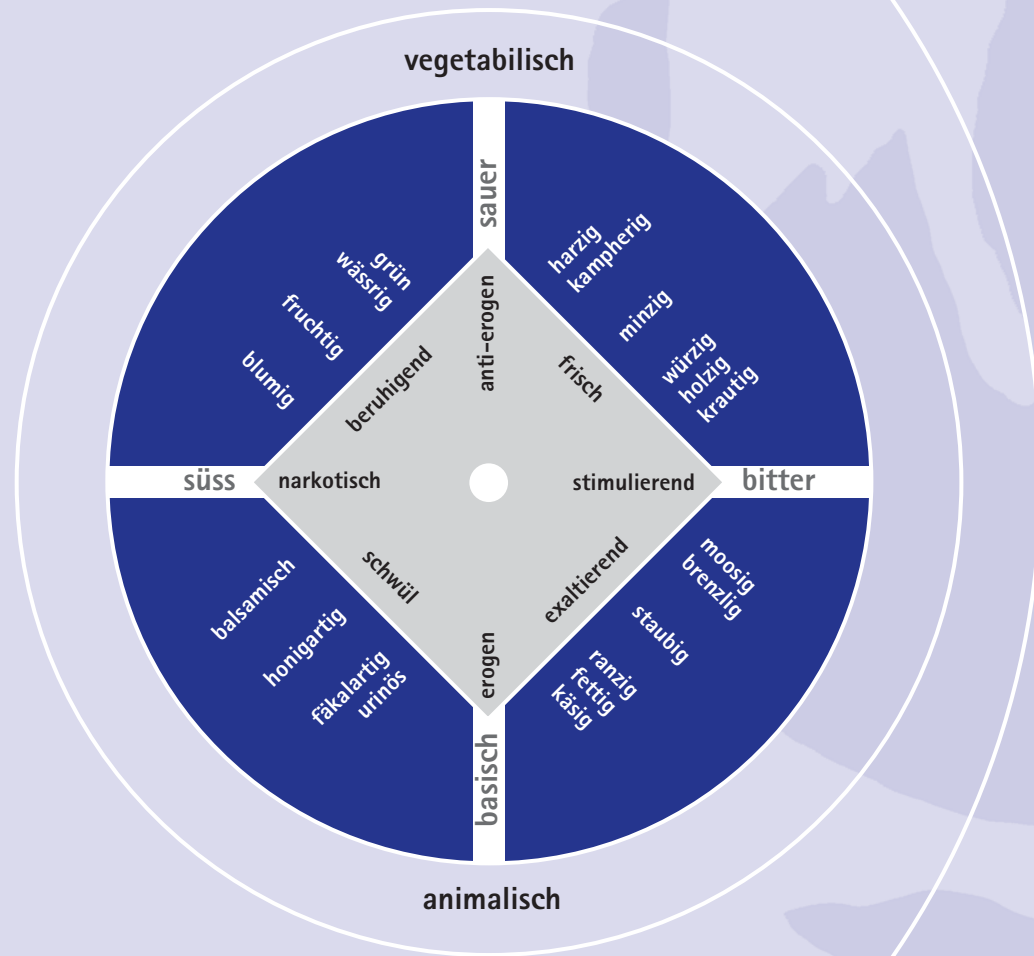 vegetabilisch
sauer
grün
wässrig
fruchtig
blumig
harzig
kampherig
minzig
würzig
holzig
krautig
anti-erogen
beruhigend
frisch
süss
narkotisch
stimulierend
bitter
schwül
exaltierend
erogen
balsamisch
honigartig
fäkalartig
urinös
moosig
brenzlig
staubig
ranzig
fettig
käsig
basisch
animalisch